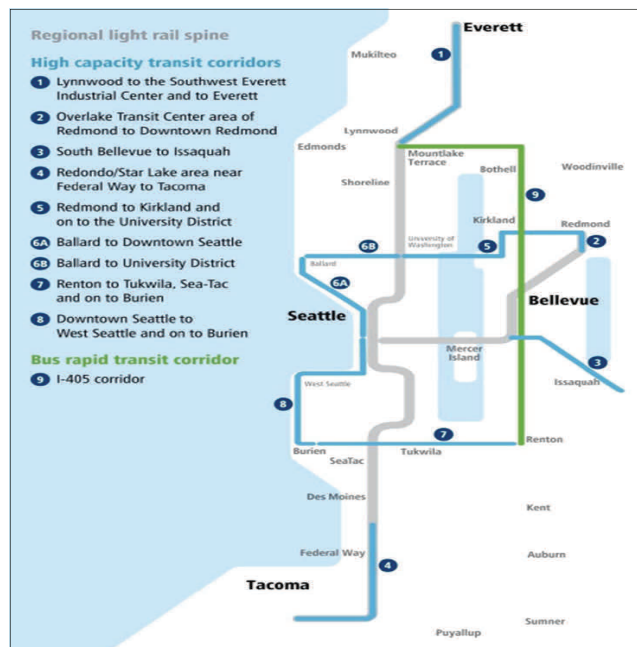 Regional light rail spine
High capacity transit corridors
1 Lynnwood to the Southwest Everett
Industrial Center and to Everett
2 Overlake Transit Center area of
Redmond to Downtown Redmond
3 South Bellevue to Issaquah
4 Redondo/Star Lake area near
Federal Way to Tacoma
5 Redmond to Kirkland and
on to the University District
6A Ballard to Downtown Seattle
6B Ballard to University District
7 Renton to Tukwila, Sea-Tac
and on to Burien
8 Downtown Seattle to
West Seattle and on to Burien
Bus rapid transit corridor
9 I-405 corridor
Everett
Mukilteo
1
Lynnwood
Edmonds
Mountlake
Terrace
Bothell
Woodinville
Shoreline
9
Kirkland
Redmond
6B
University of
Washington
5
2
Ballard
6A
Seattle
Bellevue
Mercer
Island
3
West Seattle
Issaquah
8
7
Burien
Tukwila
Renton
SeaTac
Des Moines
Kent
Federal Way
4
Auburn
Tacoma
Sumner
Puyallup